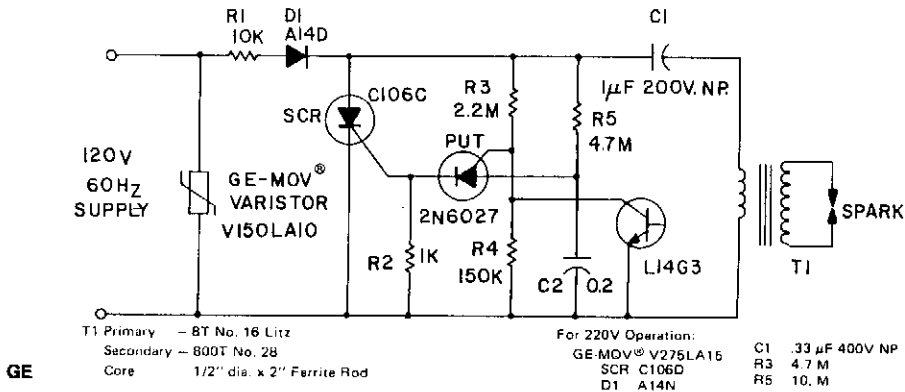 R1
10K
D1
A14D
C1
1µF 200V. NP.
SCR
C106C
R3
2.2M
R5
4.7M
PUT
2N6027
120V
60Hz
SUPPLY
GE-MOV®
VARISTOR
V150LA10
R2
1K
R4
150K
C2
0.2
L14G3
T1
SPARK
T1 Primary – 8T No. 16 Litz
Secondary – 800T No. 28
Core 1/2" dia. x 2" Ferrite Rod
For 220V Operation:
GE-MOV® V275LA15
SCR C106D
D1 A14N
C1 .33 µF 400V NP
R3 4.7 M
R5 10. M
GE